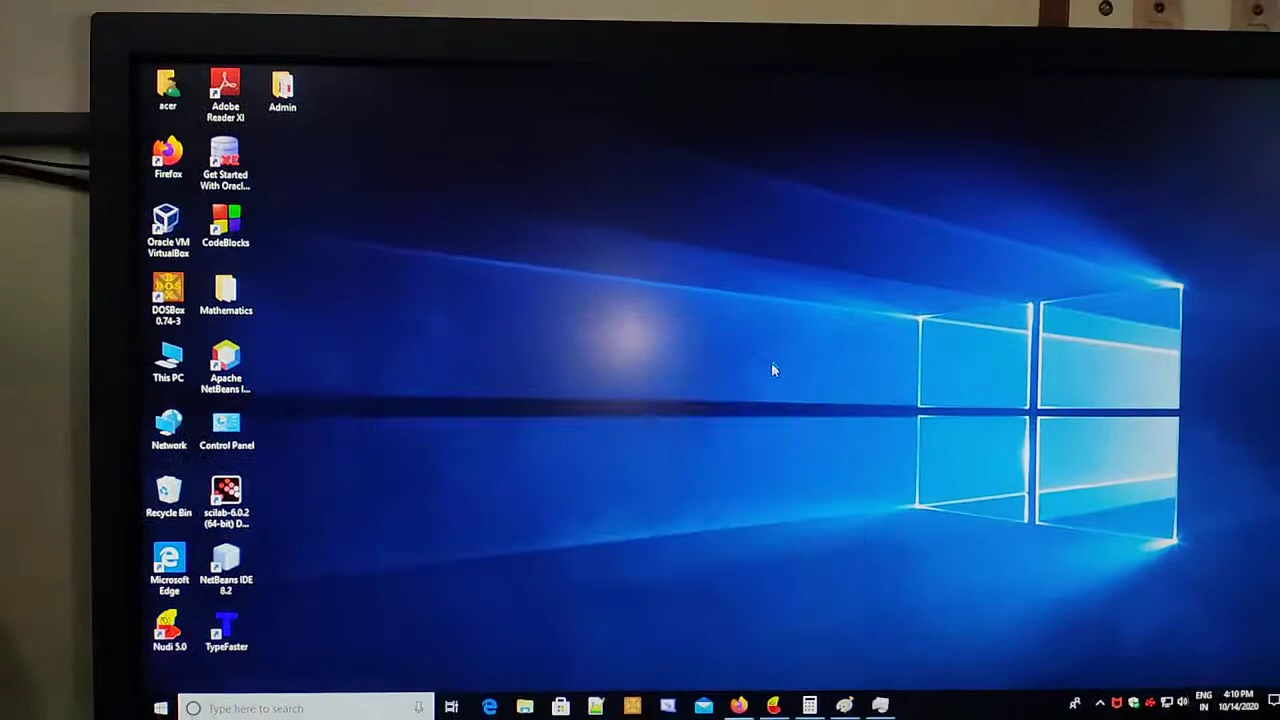 acer
Adobe
Reader XI
Admin
Firefox
Get Started
With Oracl...
XE
Oracle VM
VirtualBox
CodeBlocks
DOS
DOSBox
0.74-3
Mathematics
This PC
Apache
NetBeans I...
Network
Control Panel
Recycle Bin
scilab-6.0.2
(64-bit) D...
Microsoft
Edge
NetBeans IDE
8.2
Nudi 5.0
TypeFaster
Type here to search
ENG
IN
4:10 PM
10/14/2020